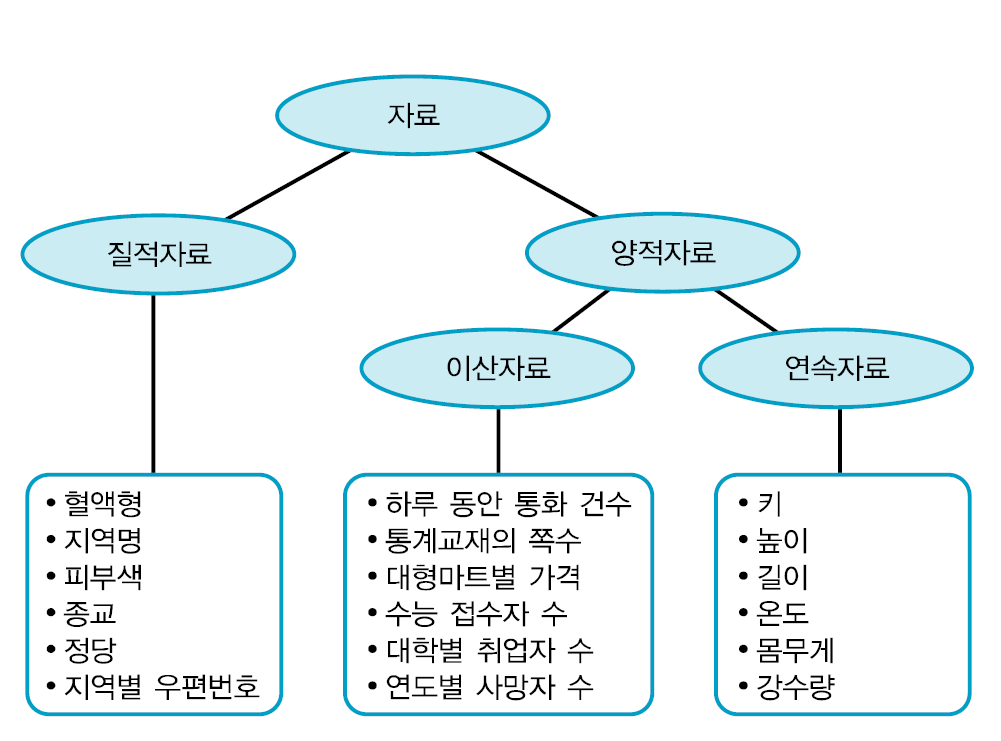 자료
질적자료
양적자료
이산자료
연속자료
• 혈액형
• 지역명
• 피부색
• 종교
• 정당
• 지역별 우편번호
• 하루 동안 통화 건수
• 통계교재의 쪽수
• 대형마트별 가격
• 수능 접수자 수
• 대학별 취업자 수
• 연도별 사망자 수
• 키
• 높이
• 길이
• 온도
• 몸무게
• 강수량